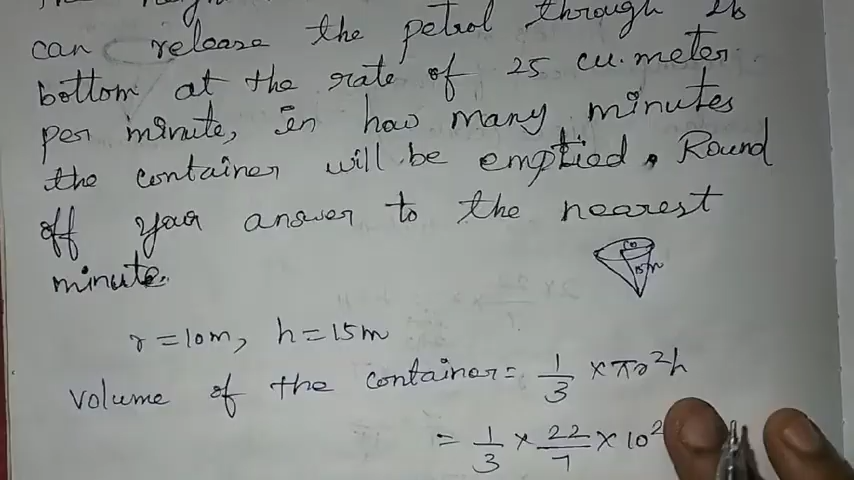 can release the petrol through its
bottom at the rate of 25 cu.meter
per minute, in how many minutes
the container will be emptied. Round
off your answer to the nearest
minute.
10
15m
r = 10m, h = 15m
volume of the container = 1/3 × πr²h
= 1/3 × 22/7 × 10²